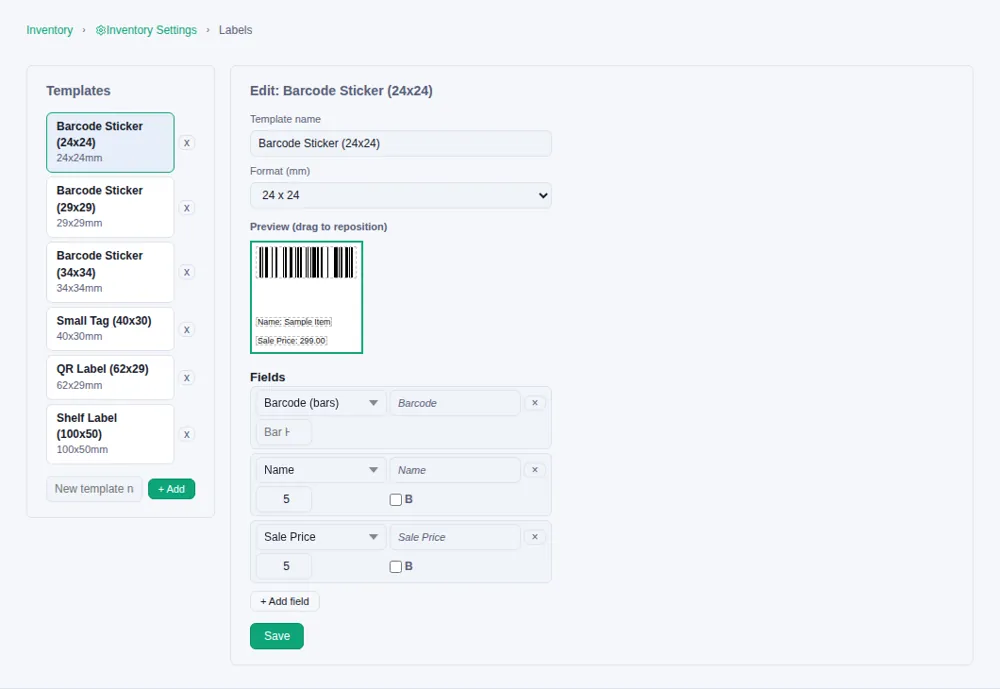 Inventory › Inventory Settings › Labels
Templates
Barcode Sticker
(24x24)
24x24mm
x
Barcode Sticker
(29x29)
29x29mm
x
Barcode Sticker
(34x34)
34x34mm
x
Small Tag (40x30)
40x30mm
x
QR Label (62x29)
62x29mm
x
Shelf Label
(100x50)
100x50mm
x
New template n
+ Add
Edit: Barcode Sticker (24x24)
Template name
Barcode Sticker (24x24)
Format (mm)
24 x 24
Preview (drag to reposition)
Name: Sample Item
Sale Price: 299.00
Fields
Barcode (bars) Barcode ×
Bar H
Name Name ×
5 B
Sale Price Sale Price ×
5 B
+ Add field
Save